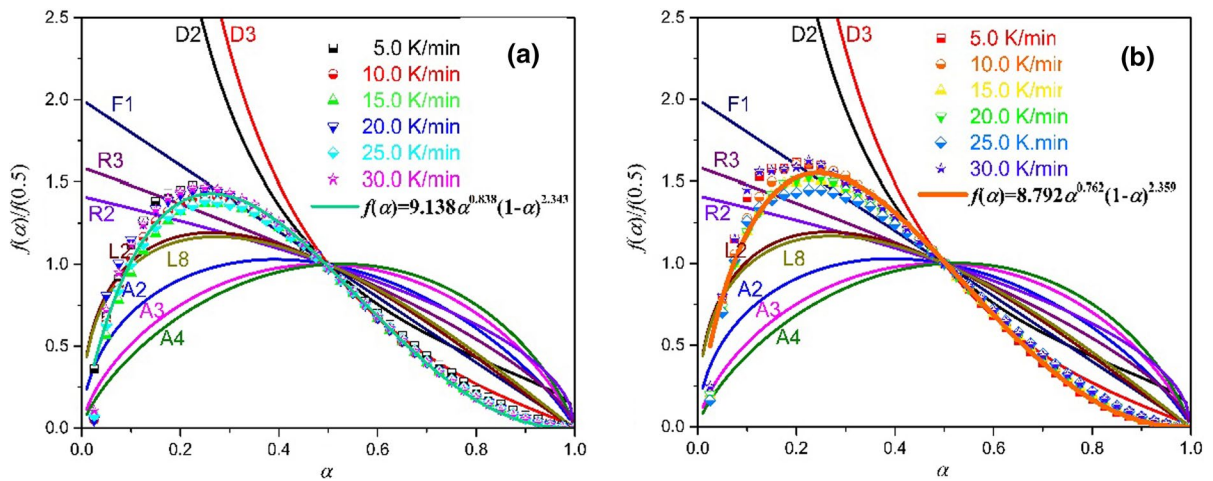 2.5
2.0
1.5
1.0
0.5
0.0
0.0 0.2 0.4 0.6 0.8 1.0
f(α)/f(0.5)
α
(a)
D2 D3
F1
R3
R2
L2
L8
A2
A3
A4
5.0 K/min
10.0 K/min
15.0 K/min
20.0 K/min
25.0 K/min
30.0 K/min
f(α)=9.138α^0.838(1-α)^2.343
2.5
2.0
1.5
1.0
0.5
0.0
0.0 0.2 0.4 0.6 0.8 1.0
f(α)/f(0.5)
α
(b)
D2 D3
F1
R3
R2
L2
L8
A2
A3
A4
5.0 K/min
10.0 K/min
15.0 K/min
20.0 K/min
25.0 K.min
30.0 K/min
f(α)=8.792α^0.762(1-α)^2.359